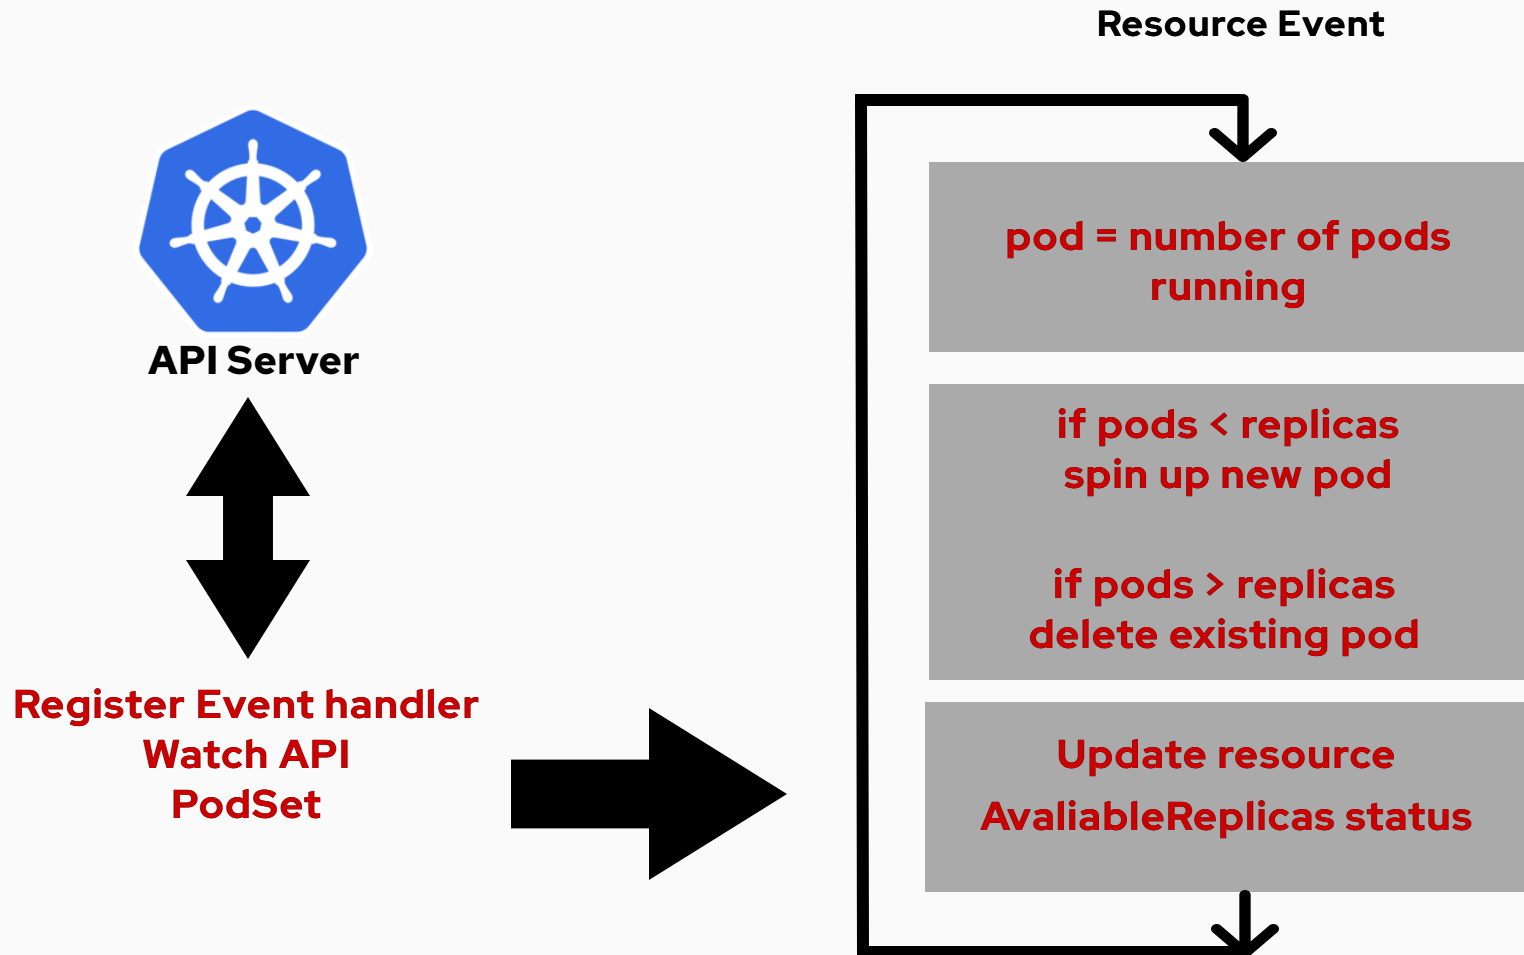 Resource Event
API Server
Register Event handler
Watch API
PodSet
pod = number of pods
running
if pods < replicas
spin up new pod
if pods > replicas
delete existing pod
Update resource
AvaliableReplicas status